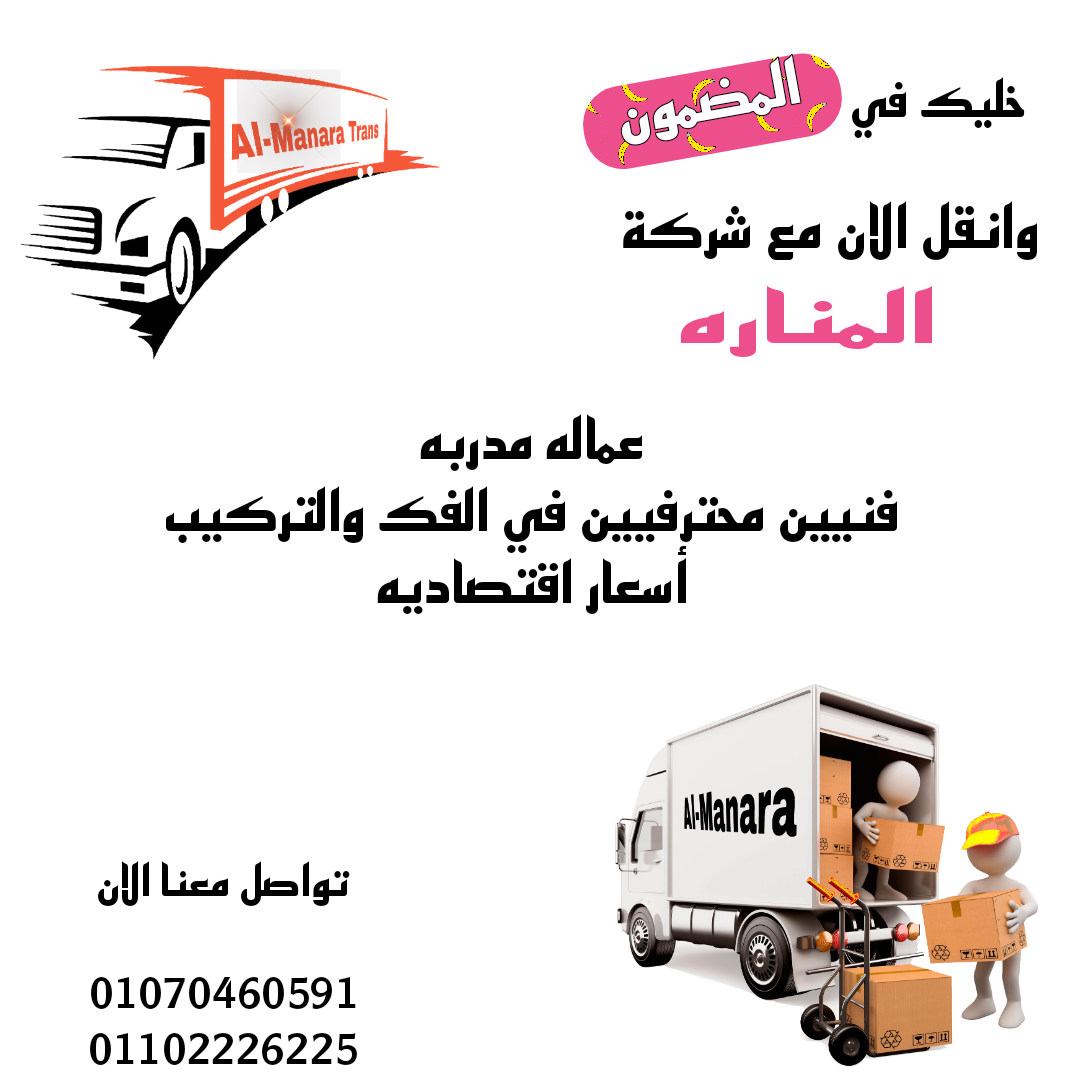 Al-Manara Trans
خليك في المضمون
وانقل الان مع شركة
المناره
عماله مدربه
فنيين محترفيين في الفك والتركيب
أسعار اقتصاديه
Al-Manara
تواصل معنا الان
01070460591
01102226225